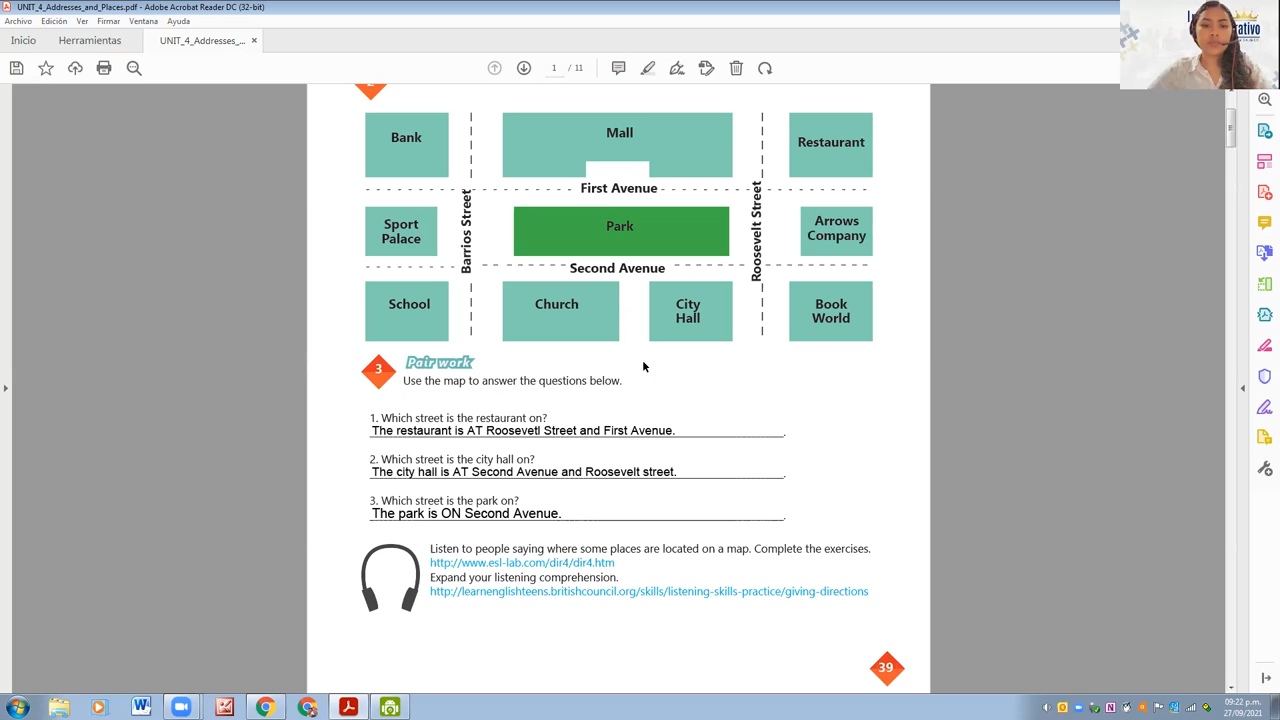 UNIT_4_Addresses_and_Places.pdf - Adobe Acrobat Reader DC (32-bit)
Archivo Edición Ver Firmar Ventana Ayuda
Inicio Herramientas UNIT_4_Addresses_... ×
1 / 11
Bank
Mall
Restaurant
First Avenue
Barrios Street
Roosevelt Street
Sport
Palace
Park
Arrows
Company
Second Avenue
School
Church
City
Hall
Book
World
3
Pair work
Use the map to answer the questions below.
1. Which street is the restaurant on?
The restaurant is AT Roosevetl Street and First Avenue.
2. Which street is the city hall on?
The city hall is AT Second Avenue and Roosevelt street.
3. Which street is the park on?
The park is ON Second Avenue.
Listen to people saying where some places are located on a map. Complete the exercises.
http://www.esl-lab.com/dir4/dir4.htm
Expand your listening comprehension.
http://learnenglishteens.britishcouncil.org/skills/listening-skills-practice/giving-directions
39
09:22 p.m.
27/09/2021